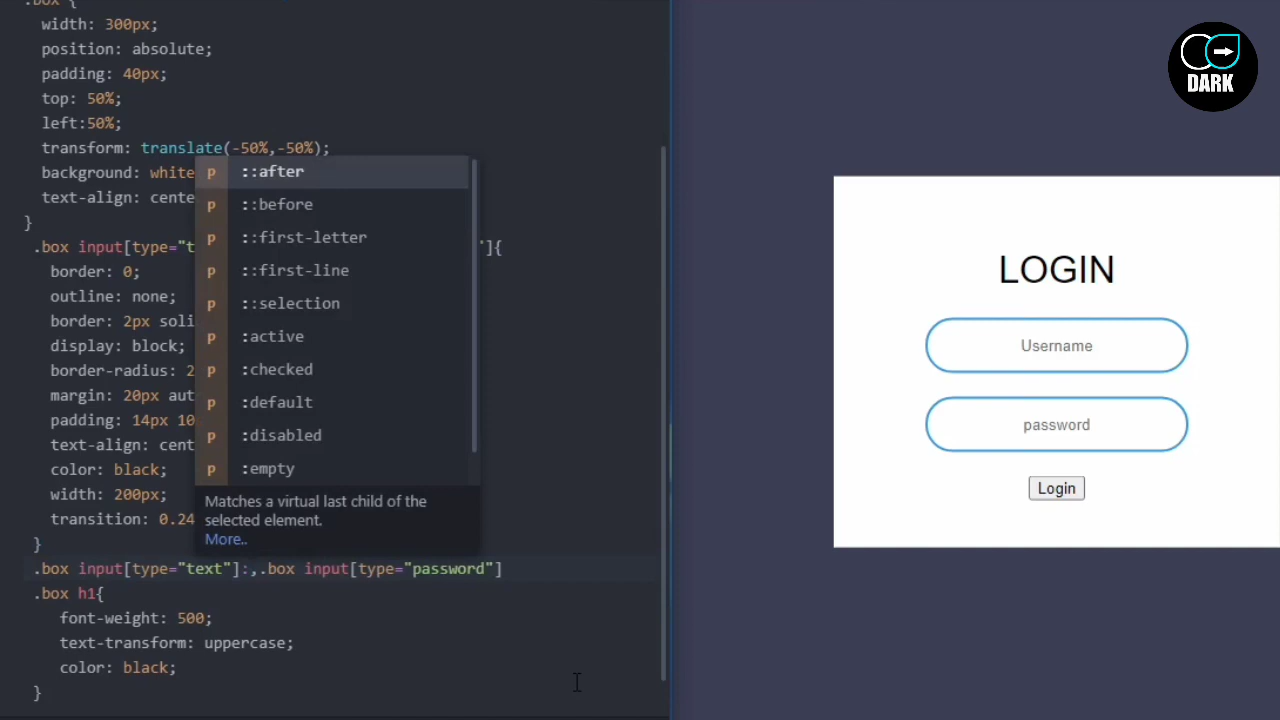 .box {
width: 300px;
position: absolute;
padding: 40px;
top: 50%;
left:50%;
transform: translate(-50%,-50%);
background: white
text-align: cente
}
.box input[type="t "]{
border: 0;
outline: none;
border: 2px soli
display: block;
border-radius: 2
margin: 20px aut
padding: 14px 10
text-align: cent
color: black;
width: 200px;
transition: 0.24
}
.box input[type="text"]:,.box input[type="password"]
.box h1{
font-weight: 500;
text-transform: uppercase;
color: black;
}
p ::after
p ::before
p ::first-letter
p ::first-line
p ::selection
p :active
p :checked
p :default
p :disabled
p :empty
Matches a virtual last child of the
selected element.
More..
DARK
LOGIN
Username
password
Login